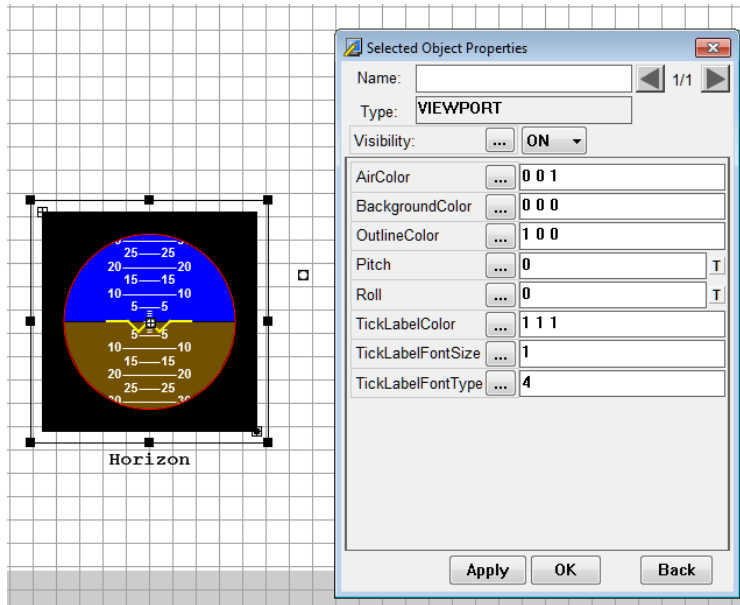 Selected Object Properties
Name:
1/1
Type: VIEWPORT
Visibility: ... ON
AirColor ... 0 0 1
BackgroundColor ... 0 0 0
OutlineColor ... 1 0 0
Pitch ... 0 T
Roll ... 0 T
TickLabelColor ... 1 1 1
TickLabelFontSize ... 1
TickLabelFontType ... 4
Apply OK Back
25 25
20 20
15 15
10 10
5 5
5 5
10 10
15 15
20 20
25 25
Horizon